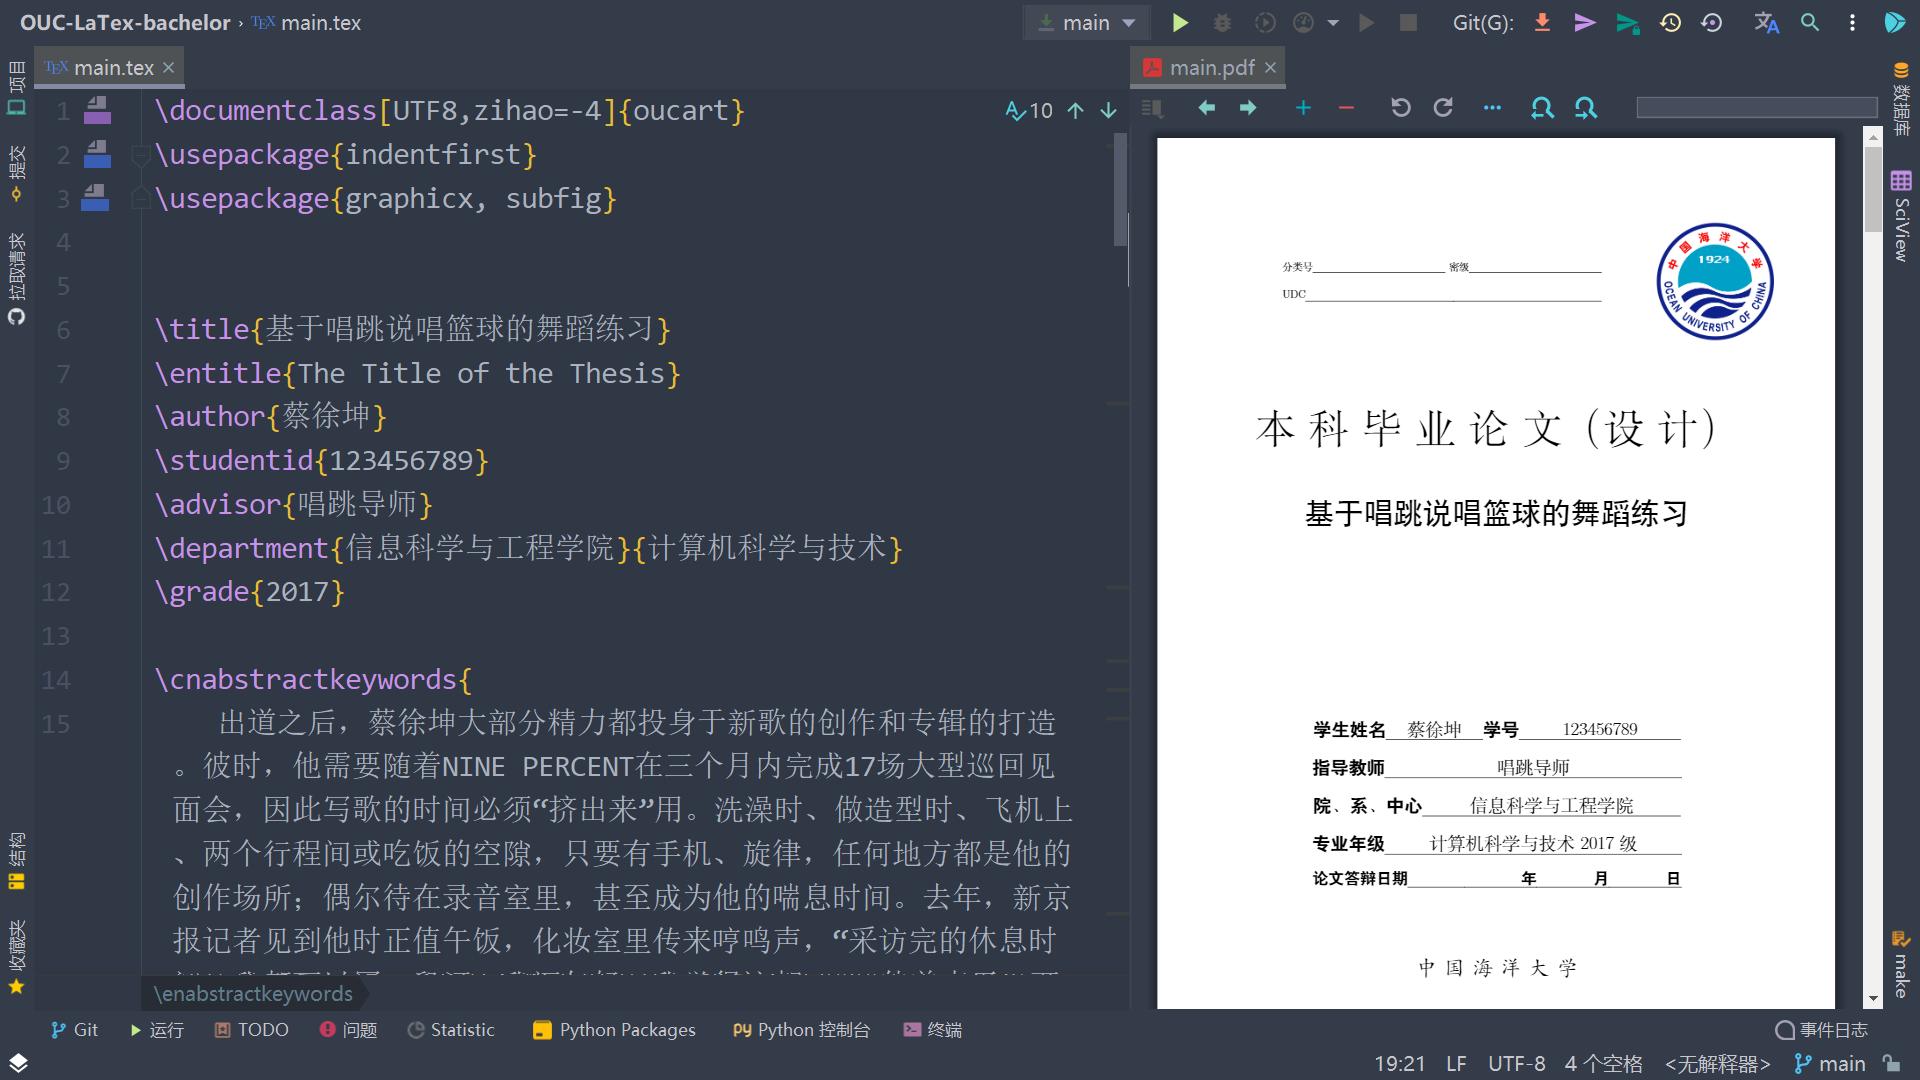 OUC-LaTex-bachelor › TEX main.tex
main
Git(G):
项目
提交
拉取请求
结构
收藏夹
TEX main.tex
10
1 \documentclass[UTF8,zihao=-4]{oucart}
2 \usepackage{indentfirst}
3 \usepackage{graphicx, subfig}
4
5
6 \title{基于唱跳说唱篮球的舞蹈练习}
7 \entitle{The Title of the Thesis}
8 \author{蔡徐坤}
9 \studentid{123456789}
10 \advisor{唱跳导师}
11 \department{信息科学与工程学院}{计算机科学与技术}
12 \grade{2017}
13
14 \cnabstractkeywords{
15 出道之后，蔡徐坤大部分精力都投身于新歌的创作和专辑的打造
。彼时，他需要随着NINE PERCENT在三个月内完成17场大型巡回见
面会，因此写歌的时间必须“挤出来”用。洗澡时、做造型时、飞机上
、两个行程间或吃饭的空隙，只要有手机、旋律，任何地方都是他的
创作场所；偶尔待在录音室里，甚至成为他的喘息时间。去年，新京
报记者见到他时正值午饭，化妆室里传来哼鸣声，“采访完的休息时
\enabstractkeywords
main.pdf
分类号 密级
UDC
中国海洋大学
1924
OCEAN UNIVERSITY OF CHINA
本科毕业论文（设计）
基于唱跳说唱篮球的舞蹈练习
学生姓名 蔡徐坤 学号 123456789
指导教师 唱跳导师
院、系、中心 信息科学与工程学院
专业年级 计算机科学与技术 2017 级
论文答辩日期 年 月 日
中国海洋大学
数据库
SciView
make
Git 运行 TODO 问题 Statistic Python Packages Python 控制台 终端 事件日志
19:21 LF UTF-8 4 个空格 <无解释器> main